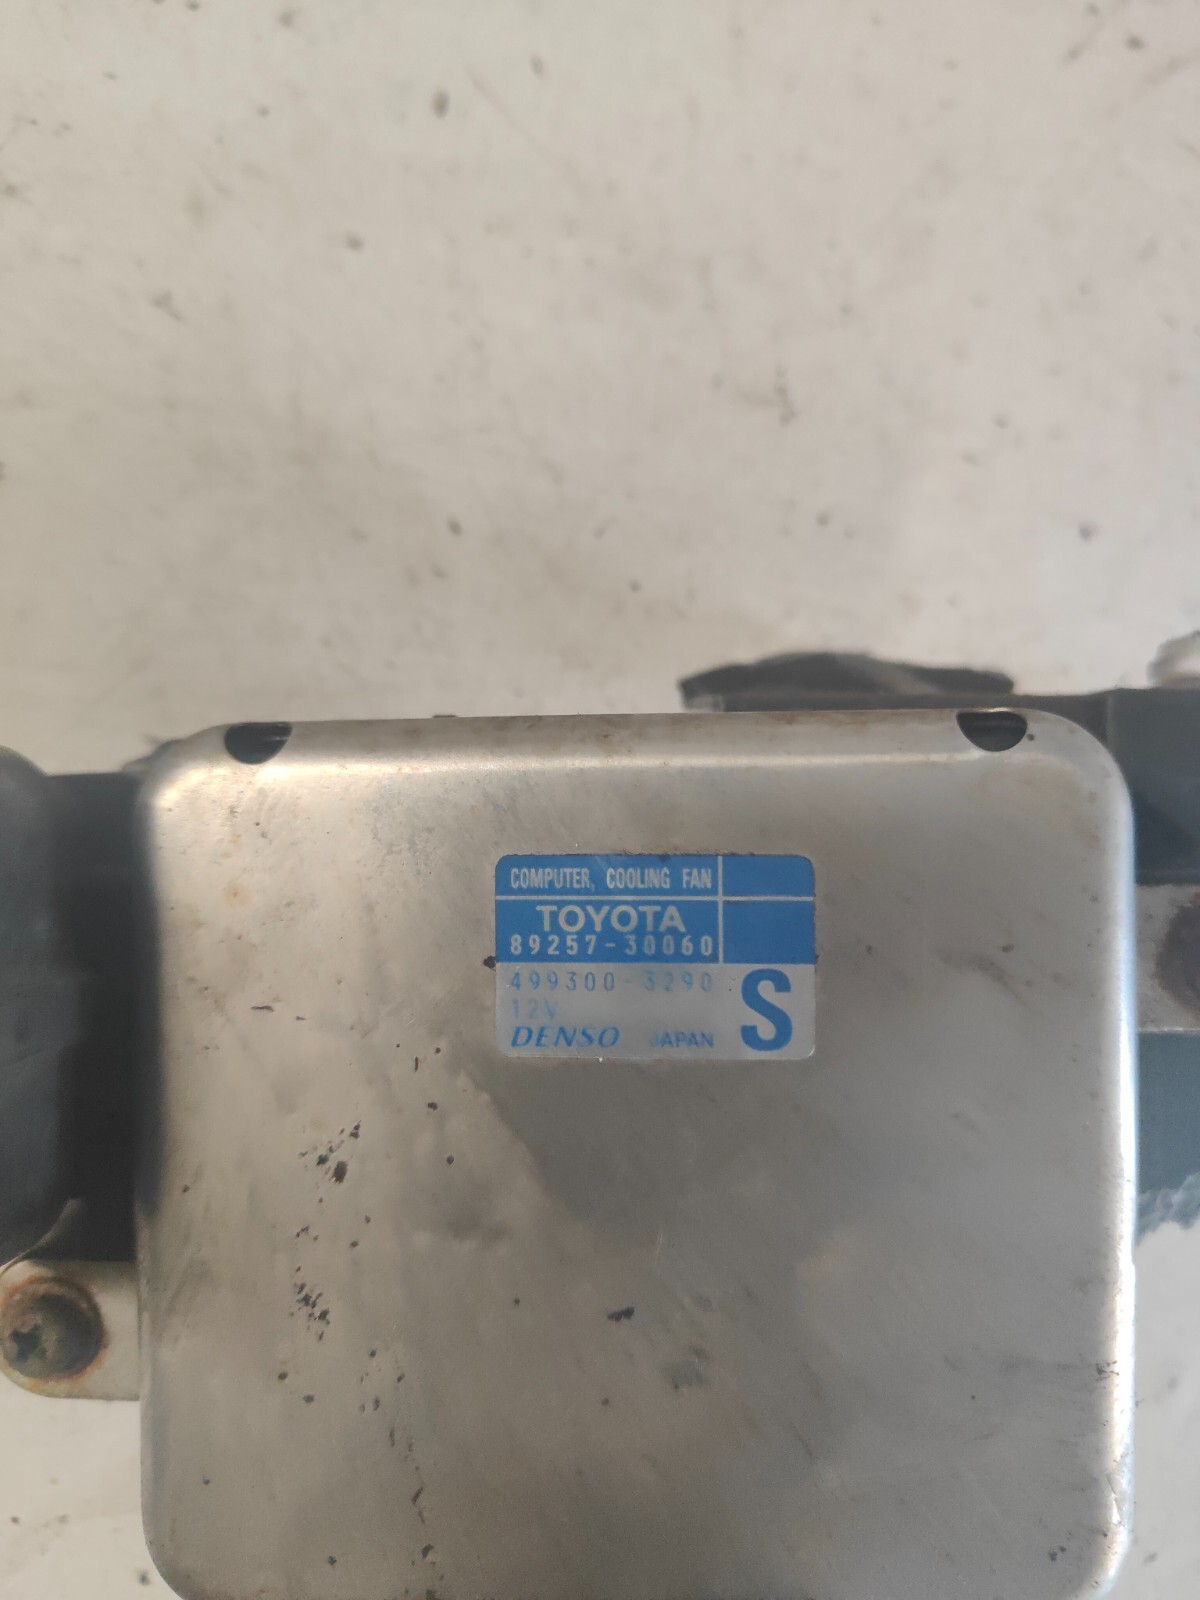 COMPUTER, COOLING FAN
TOYOTA
89257-30060
499300-3290
12V
S
DENSO JAPAN